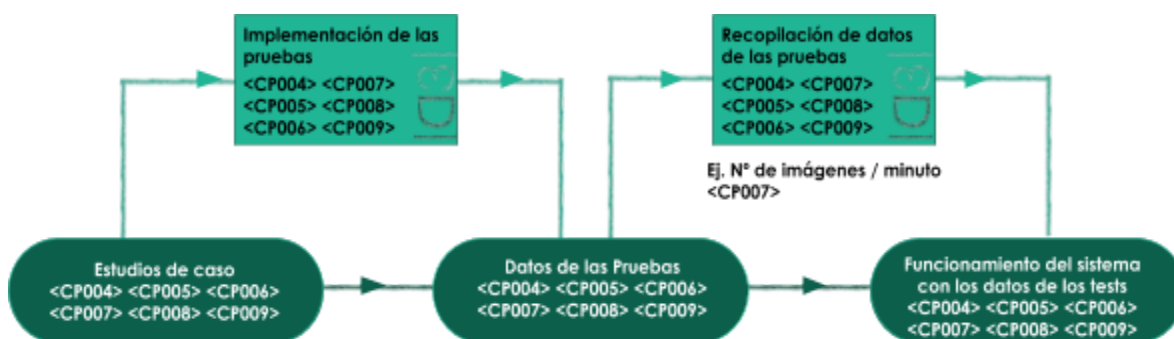 Implementación de las
pruebas
<CP004> <CP007>
<CP005> <CP008>
<CP006> <CP009>
Recopilación de datos
de las pruebas
<CP004> <CP007>
<CP005> <CP008>
<CP006> <CP009>
Ej. Nº de imágenes / minuto
<CP007>
Estudios de caso
<CP004> <CP005> <CP006>
<CP007> <CP008> <CP009>
Datos de las Pruebas
<CP004> <CP005> <CP006>
<CP007> <CP008> <CP009>
Funcionamiento del sistema
con los datos de los tests
<CP004> <CP005> <CP006>
<CP007> <CP008> <CP009>